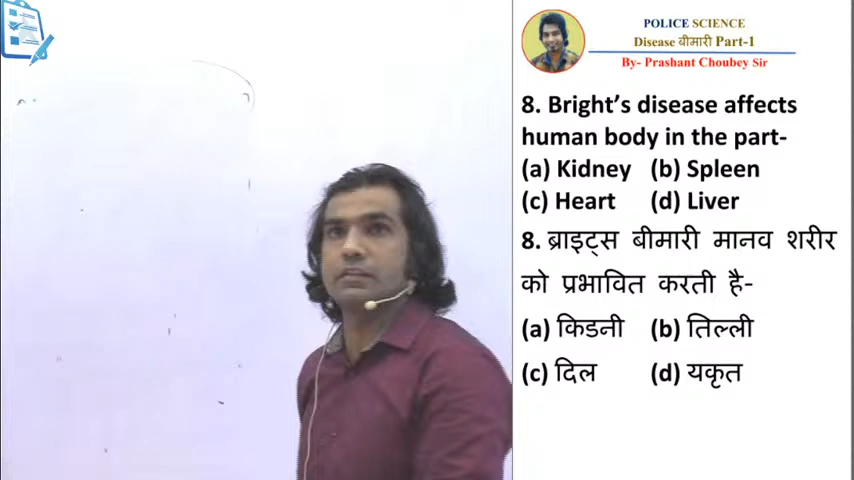 POLICE SCIENCE
Disease बीमारी Part-1
By- Prashant Choubey Sir
8. Bright's disease affects
human body in the part-
(a) Kidney (b) Spleen
(c) Heart (d) Liver
8. ब्राइट्स बीमारी मानव शरीर
को प्रभावित करती है-
(a) किडनी (b) तिल्ली
(c) दिल (d) यकृत